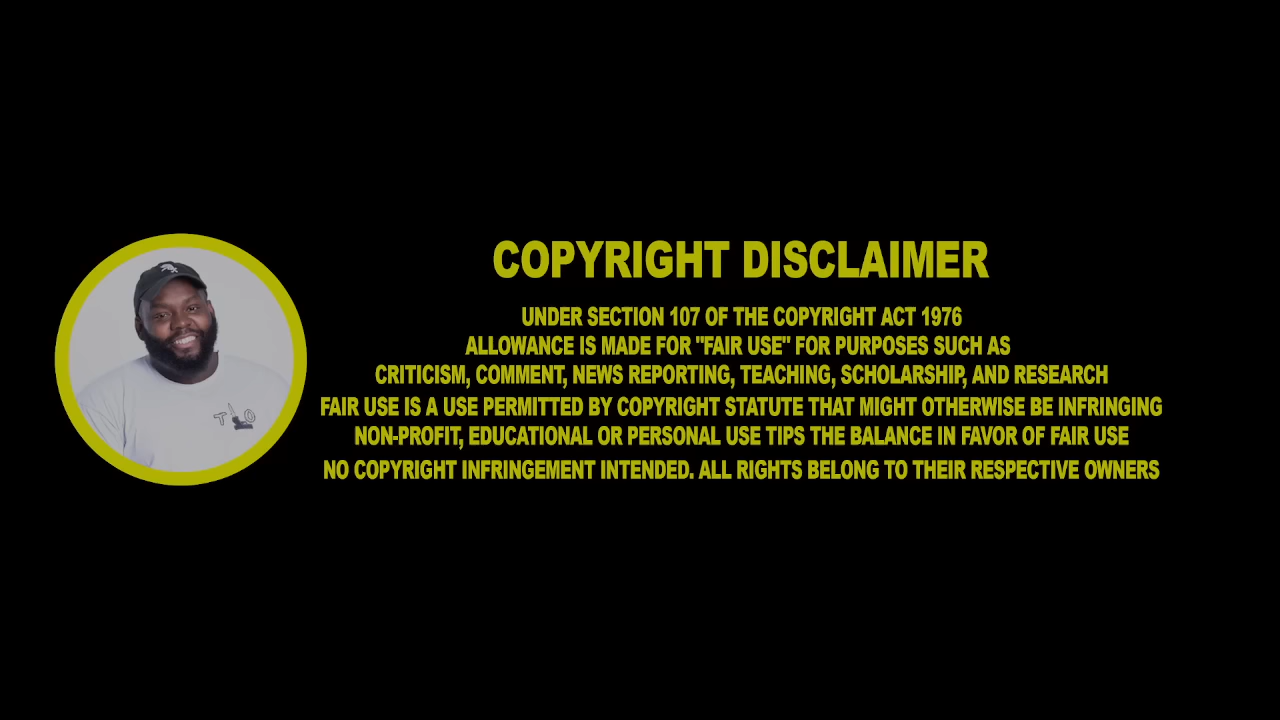 COPYRIGHT DISCLAIMER
UNDER SECTION 107 OF THE COPYRIGHT ACT 1976
ALLOWANCE IS MADE FOR "FAIR USE" FOR PURPOSES SUCH AS
CRITICISM, COMMENT, NEWS REPORTING, TEACHING, SCHOLARSHIP, AND RESEARCH
FAIR USE IS A USE PERMITTED BY COPYRIGHT STATUTE THAT MIGHT OTHERWISE BE INFRINGING
NON-PROFIT, EDUCATIONAL OR PERSONAL USE TIPS THE BALANCE IN FAVOR OF FAIR USE
NO COPYRIGHT INFRINGEMENT INTENDED. ALL RIGHTS BELONG TO THEIR RESPECTIVE OWNERS